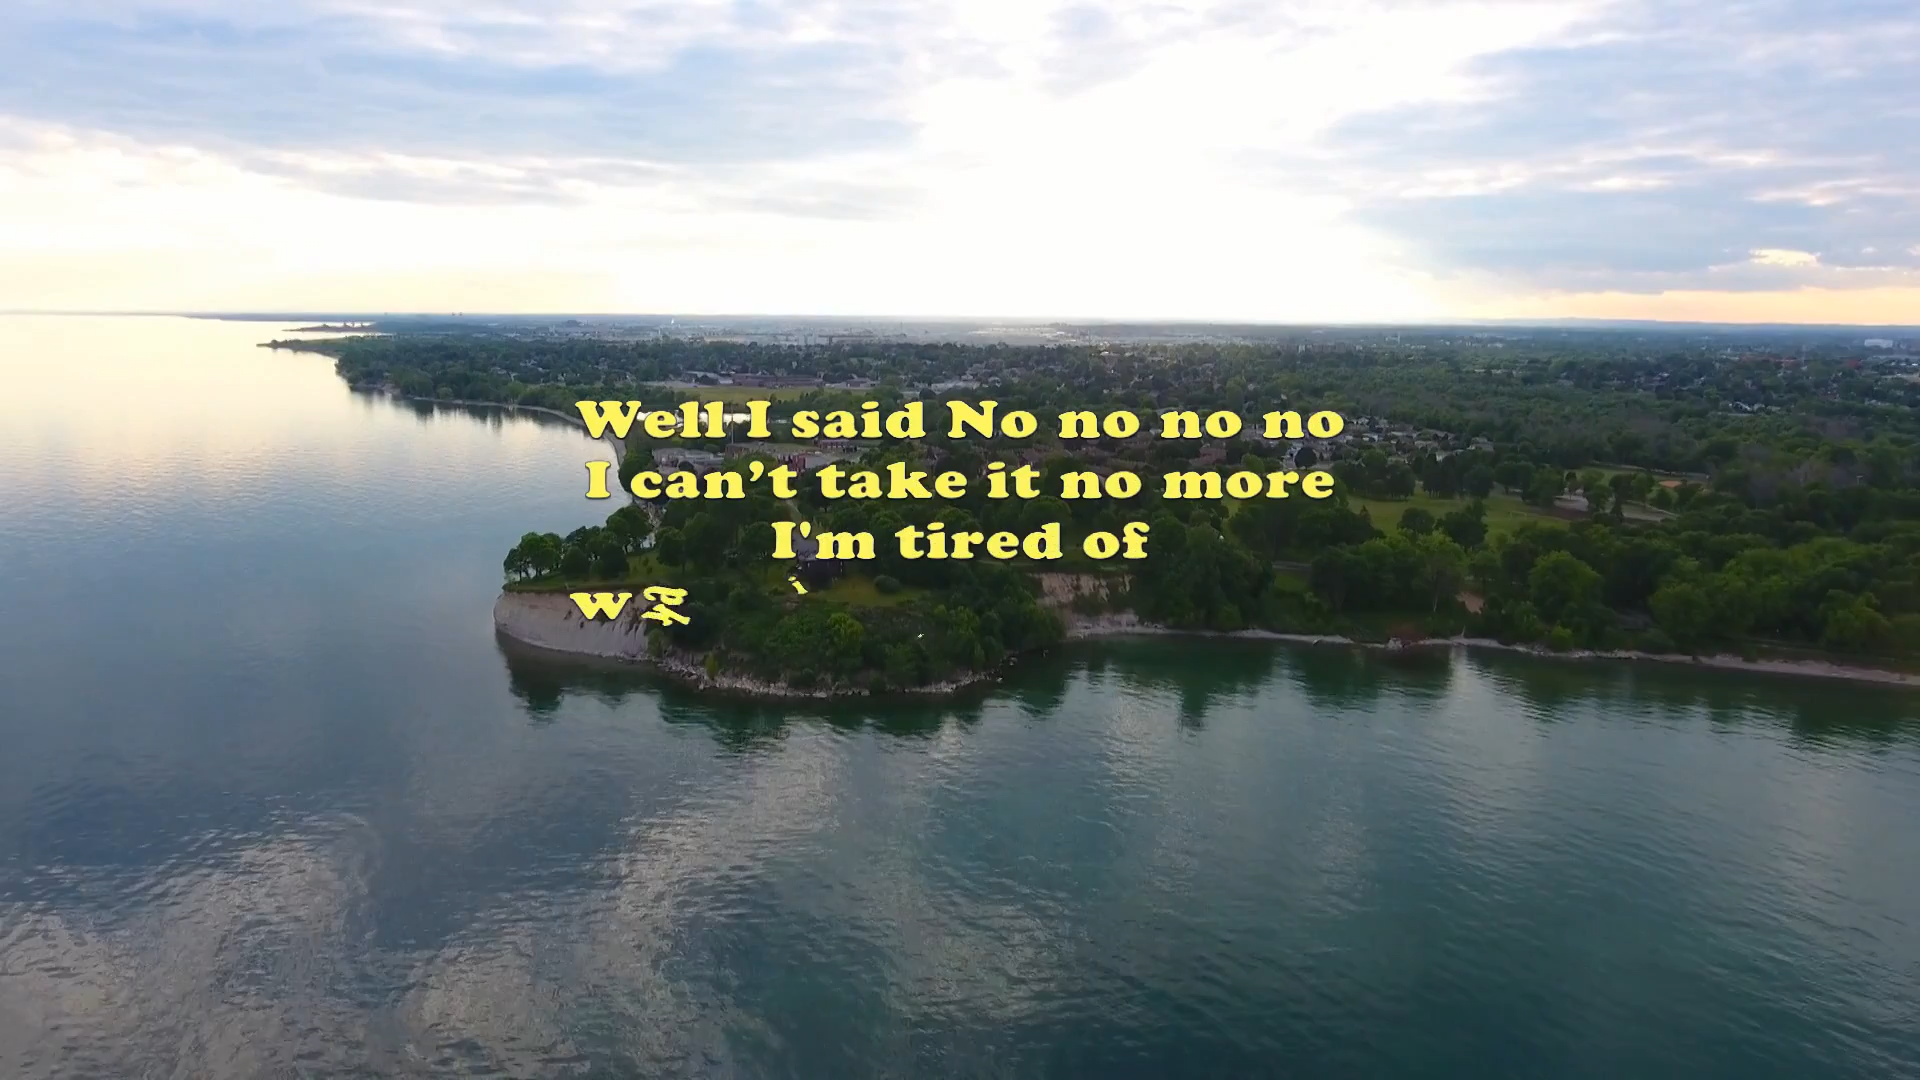 Well I said No no no no
I can’t take it no more
I'm tired of